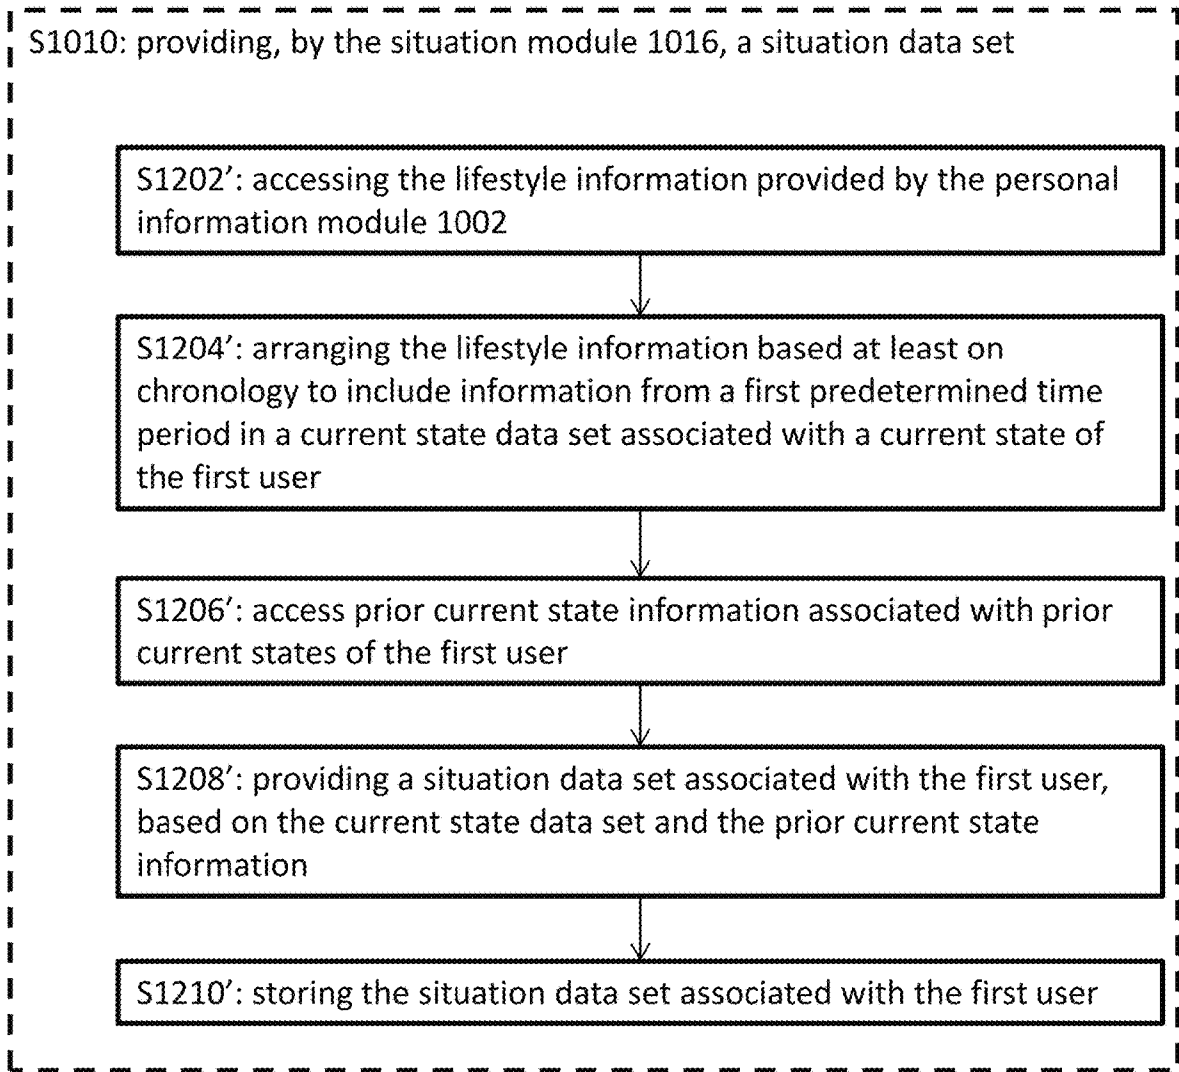 S1010: providing, by the situation module 1016, a situation data set
S1202’: accessing the lifestyle information provided by the personal
information module 1002
S1204’: arranging the lifestyle information based at least on
chronology to include information from a first predetermined time
period in a current state data set associated with a current state of
the first user
S1206’: access prior current state information associated with prior
current states of the first user
S1208’: providing a situation data set associated with the first user,
based on the current state data set and the prior current state
information
S1210’: storing the situation data set associated with the first user